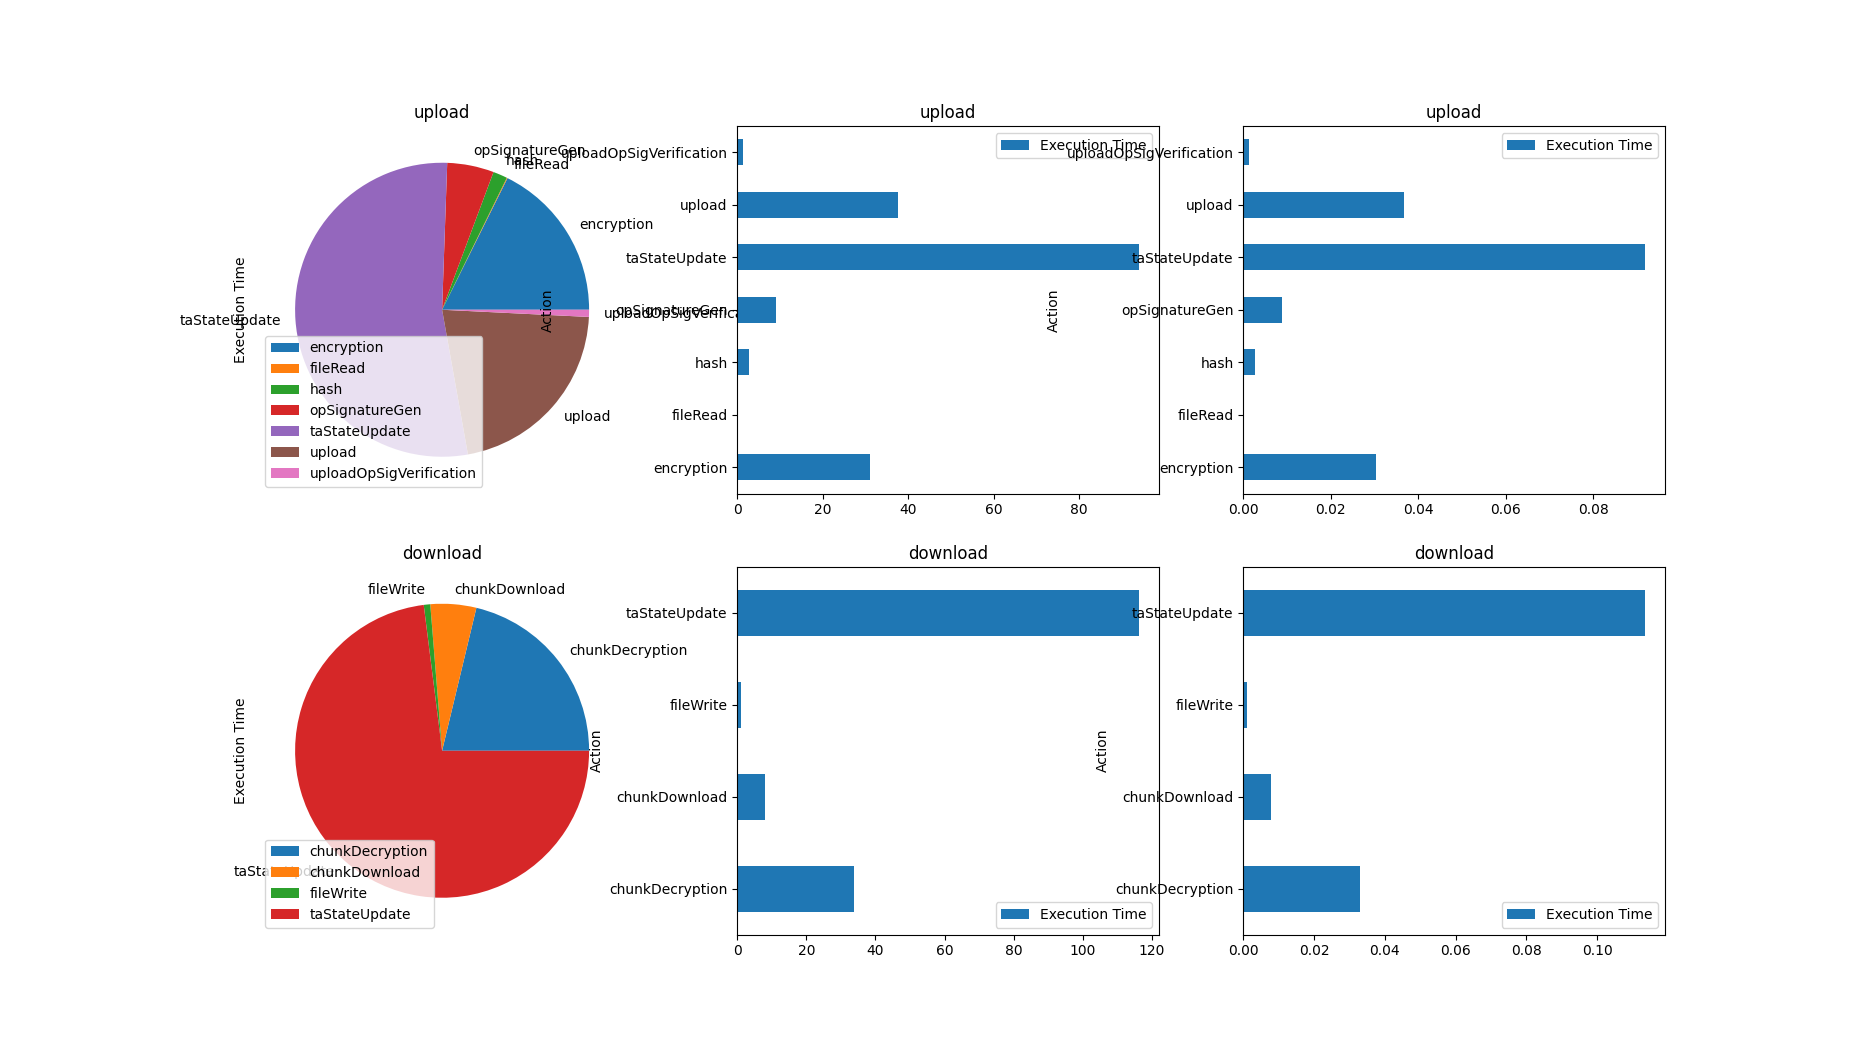 upload
opSignatureGen
hash
fileRead
encryption
Execution Time
taStateUpdate
upload
encryption
fileRead
hash
opSignatureGen
taStateUpdate
upload
uploadOpSigVerification
upload
Action
uploadOpSigVerification
upload
taStateUpdate
opSignatureGen
hash
fileRead
encryption
Execution Time
0 20 40 60 80
upload
Action
uploadOpSigVerification
upload
taStateUpdate
opSignatureGen
hash
fileRead
encryption
Execution Time
0.00 0.02 0.04 0.06 0.08
download
fileWrite
chunkDownload
chunkDecryption
Execution Time
chunkDecryption
chunkDownload
fileWrite
taStateUpdate
download
Action
taStateUpdate
fileWrite
chunkDownload
chunkDecryption
Execution Time
0 20 40 60 80 100 120
download
Action
taStateUpdate
fileWrite
chunkDownload
chunkDecryption
Execution Time
0.00 0.02 0.04 0.06 0.08 0.10